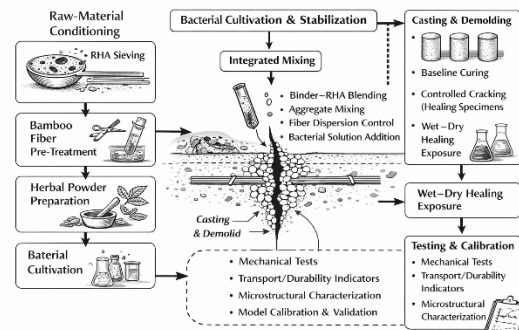 Raw-Material
Conditioning
RHA Sieving
Bamboo
Fiber
Pre-Treatment
Herbal Powder
Preparation
Baterial
Cultivation
Bacterial Cultivation & Stabilization
Integrated Mixing
• Binder–RHA Blending
• Aggregate Mixing
• Fiber Dispersion Control
• Bacterial Solution Addition
Casting
& Demolid
• Mechanical Tests
• Transport/Durability Indicators
• Microstructural Characterization
• Model Calibration & Validation
Casting & Demolding
• Baseline Curing
• Controlled Cracking
(Healing Specimens
• Wet–Dry
Healing
Exposure
Wet–Dry Healing
Exposure
Testing & Calibration
• Mechanical Tests
• Transport/Durability
Indicators
• Microstructural
Characterization